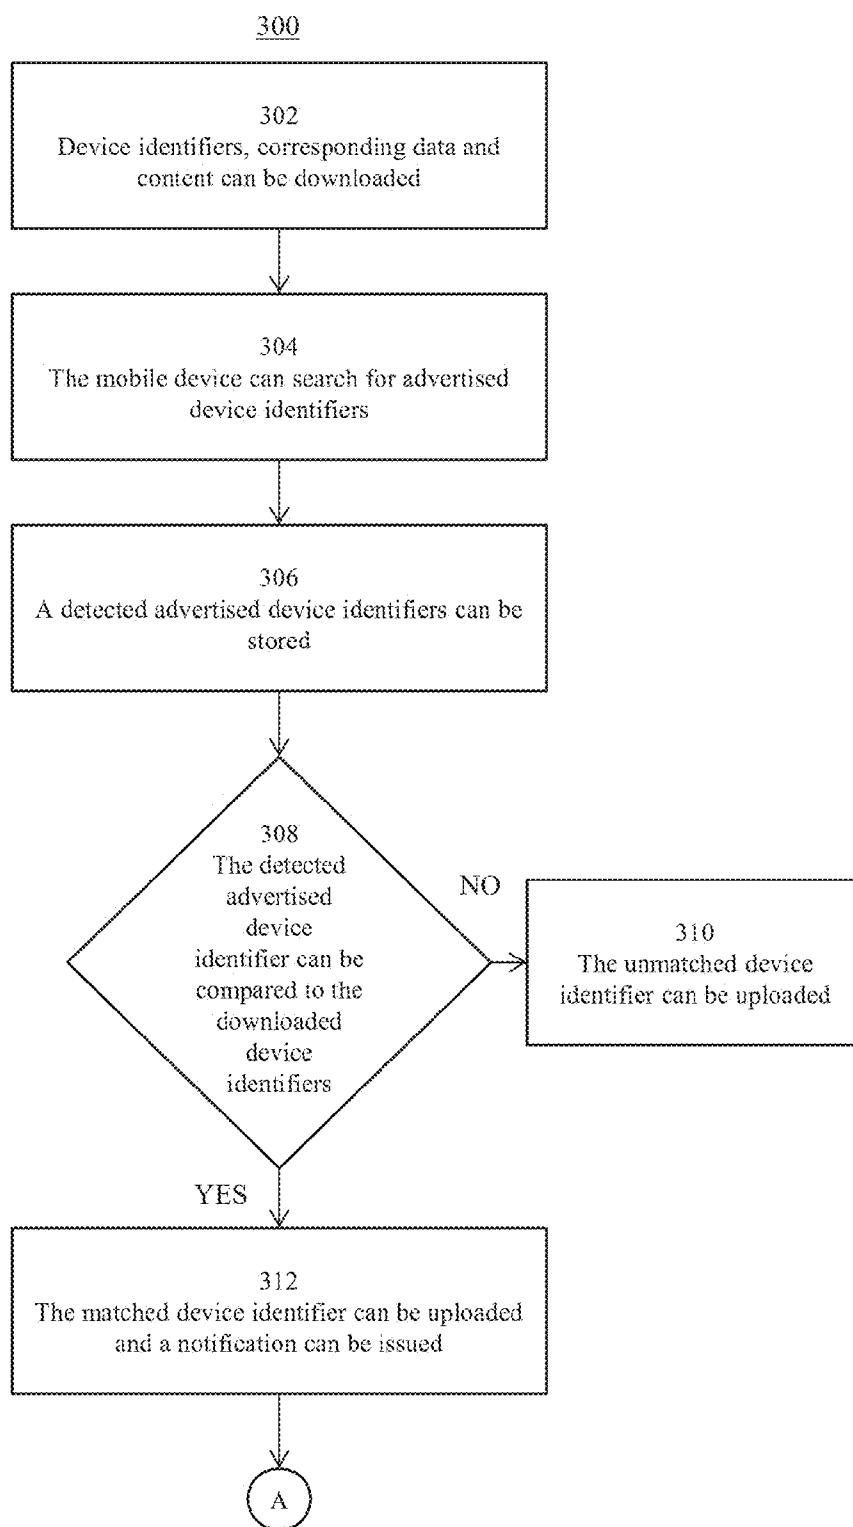 300
302
Device identifiers, corresponding data and
content can be downloaded
304
The mobile device can search for advertised
device identifiers
306
A detected advertised device identifiers can be
stored
308
The detected
advertised
device
identifier can be
compared to the
downloaded
device
identifiers
NO
310
The unmatched device
identifier can be uploaded
YES
312
The matched device identifier can be uploaded
and a notification can be issued
A